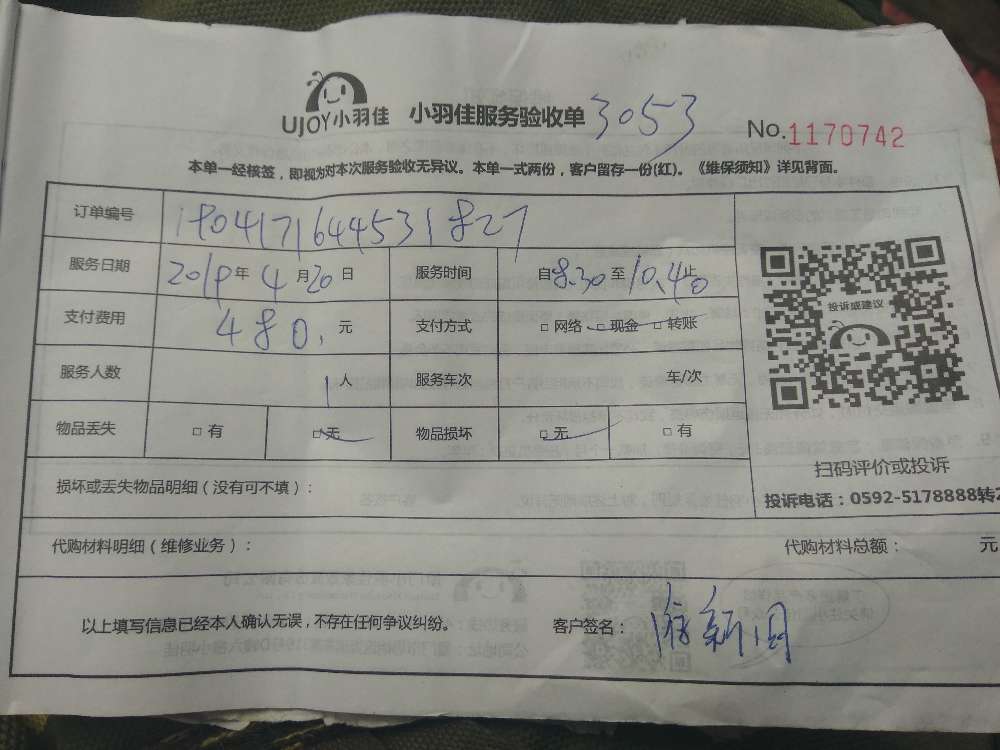 UJOY小羽佳 小羽佳服务验收单 3053
No.1170742
本单一经核签，即视为对本次服务验收无异议。本单一式两份，客户留存一份(红)。《维保须知》详见背面。
订单编号 1904171644531827
服务日期 2019年4月20日 服务时间 自8.30至10.40止
支付费用 480.元 支付方式 □网络 □现金 □转账
服务人数 1人 服务车次 车/次
物品丢失 □有 □无 物品损坏 □无 □有
投诉或建议
扫码评价或投诉
投诉电话：0592-5178888转2
损坏或丢失物品明细（没有可不填）：
代购材料明细（维修业务）： 代购材料总额： 元
以上填写信息已经本人确认无误，不存在任何争议纠纷。 客户签名：